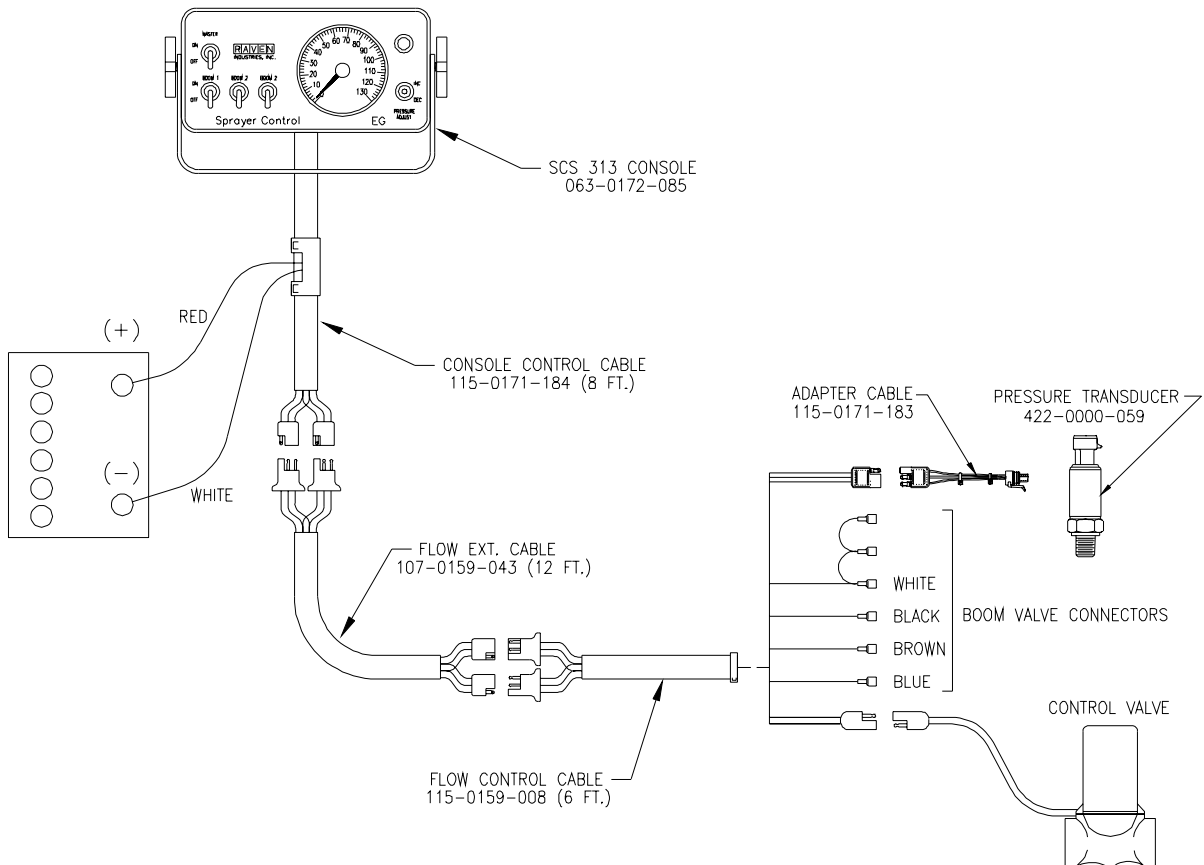 MASTER
ON
OFF
RAVEN
INDUSTRIES, INC.
BOOM 1 BOOM 2 BOOM 2
ON
OFF
Sprayer Control
0 10 20 30 40 50 60 70 80 90 100 110 120 130
EG
INC
DEC
PRESSURE
ADJUST
SCS 313 CONSOLE
063-0172-085
RED
(+)
(-)
WHITE
CONSOLE CONTROL CABLE
115-0171-184 (8 FT.)
ADAPTER CABLE
115-0171-183
PRESSURE TRANSDUCER
422-0000-059
FLOW EXT. CABLE
107-0159-043 (12 FT.)
WHITE
BLACK
BROWN
BLUE
BOOM VALVE CONNECTORS
CONTROL VALVE
FLOW CONTROL CABLE
115-0159-008 (6 FT.)